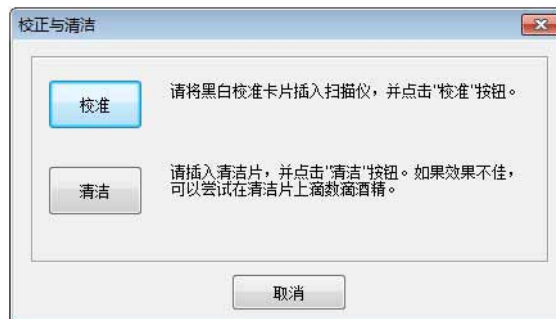 校正与清洁
校准
请将黑白校准卡片插入扫描仪，并点击"校准"按钮。
清洁
请插入清洁片，并点击"清洁"按钮。如果效果不佳，
可以尝试在清洁片上滴数滴酒精。
取消